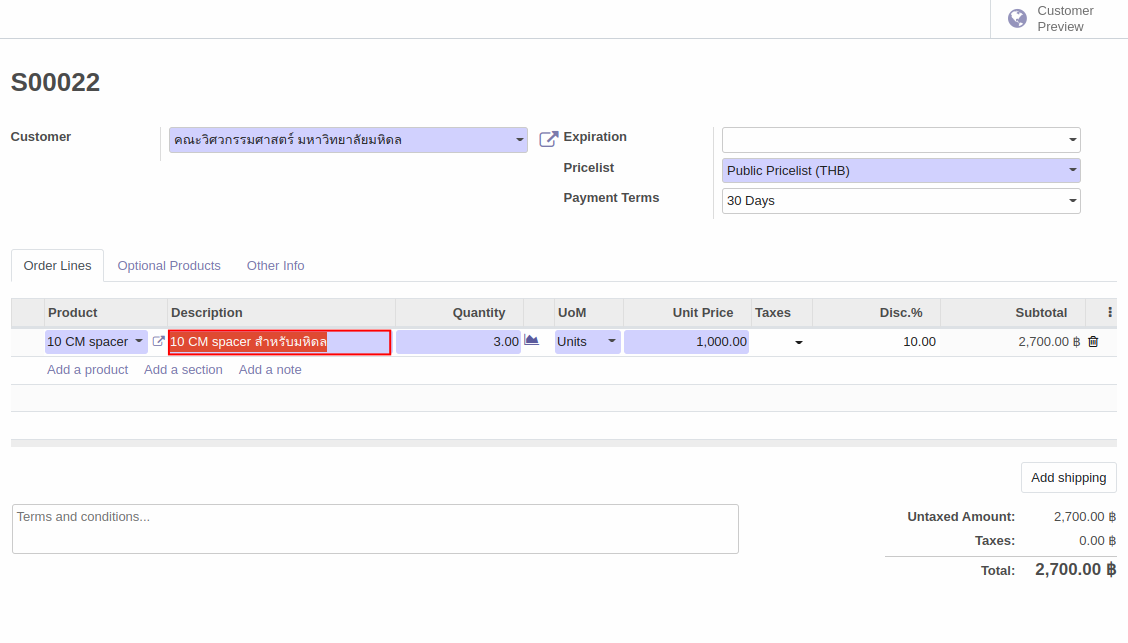 Customer
Preview
S00022
Customer
คณะวิศวกรรมศาสตร์ มหาวิทยาลัยมหิดล
Expiration
Pricelist
Public Pricelist (THB)
Payment Terms
30 Days
Order Lines Optional Products Other Info
Product Description Quantity UoM Unit Price Taxes Disc.% Subtotal
10 CM spacer 10 CM spacer สำหรับมหิดล 3.00 Units 1,000.00 10.00 2,700.00 ฿
Add a product Add a section Add a note
Add shipping
Terms and conditions...
Untaxed Amount: 2,700.00 ฿
Taxes: 0.00 ฿
Total: 2,700.00 ฿